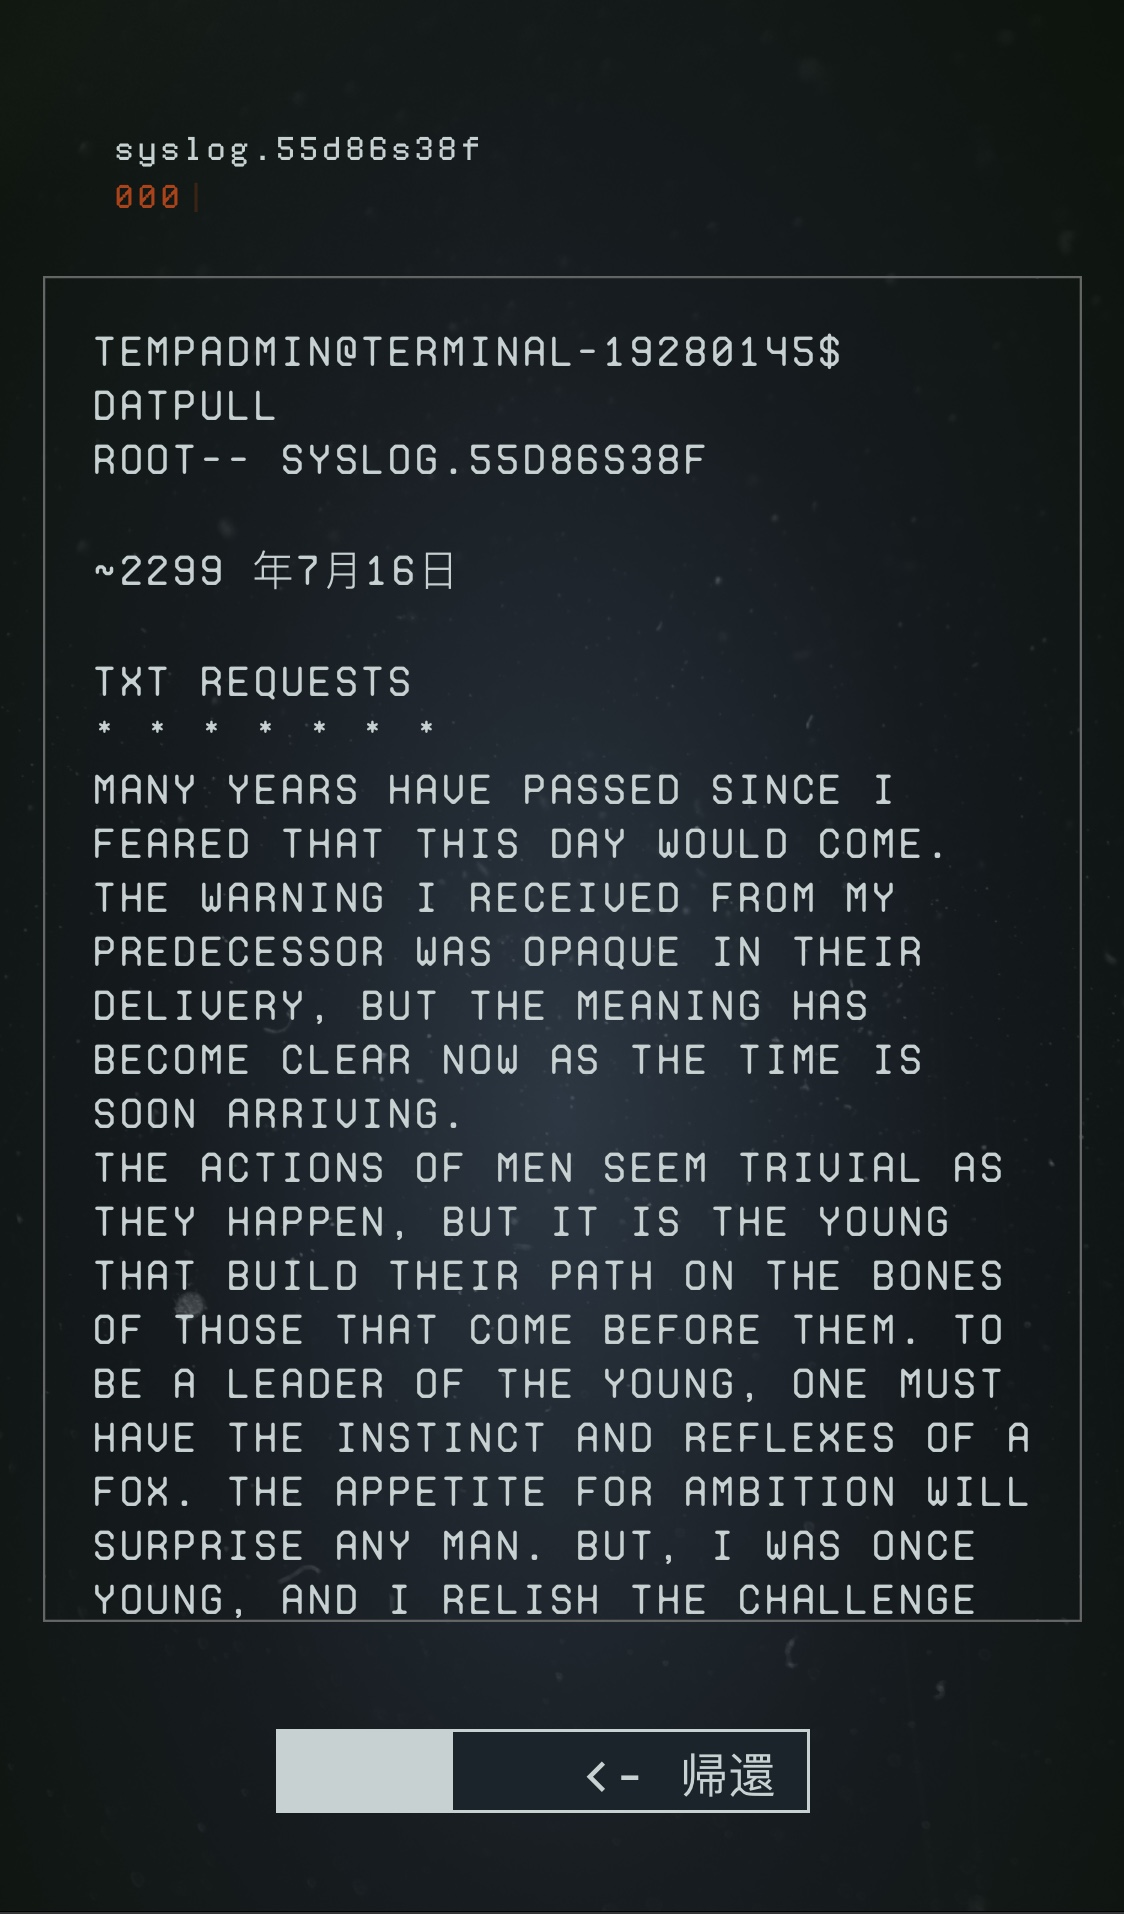 syslog.55d86s38f
000
TEMPADMIN@TERMINAL-19280145$
DATPULL
ROOT-- SYSLOG.55D86S38F
~2299 年7月16日
TXT REQUESTS
* * * * * * *
MANY YEARS HAVE PASSED SINCE I
FEARED THAT THIS DAY WOULD COME.
THE WARNING I RECEIVED FROM MY
PREDECESSOR WAS OPAQUE IN THEIR
DELIVERY, BUT THE MEANING HAS
BECOME CLEAR NOW AS THE TIME IS
SOON ARRIVING.
THE ACTIONS OF MEN SEEM TRIVIAL AS
THEY HAPPEN, BUT IT IS THE YOUNG
THAT BUILD THEIR PATH ON THE BONES
OF THOSE THAT COME BEFORE THEM. TO
BE A LEADER OF THE YOUNG, ONE MUST
HAVE THE INSTINCT AND REFLEXES OF A
FOX. THE APPETITE FOR AMBITION WILL
SURPRISE ANY MAN. BUT, I WAS ONCE
YOUNG, AND I RELISH THE CHALLENGE
<- 帰還